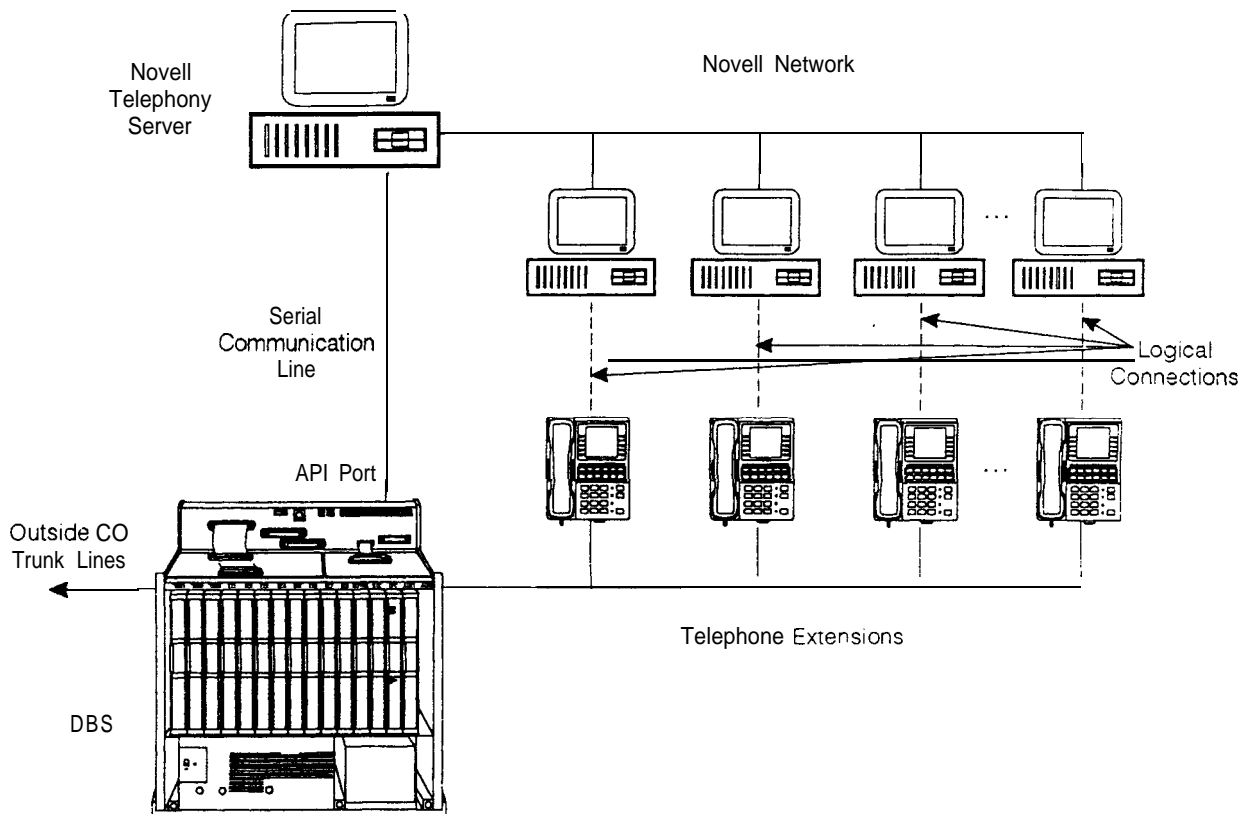 Novell
Telephony
Server
Novell Network
...
Serial
Communication
Line
Logical
Connections
API Port
...
Outside CO
Trunk Lines
Telephone Extensions
DBS